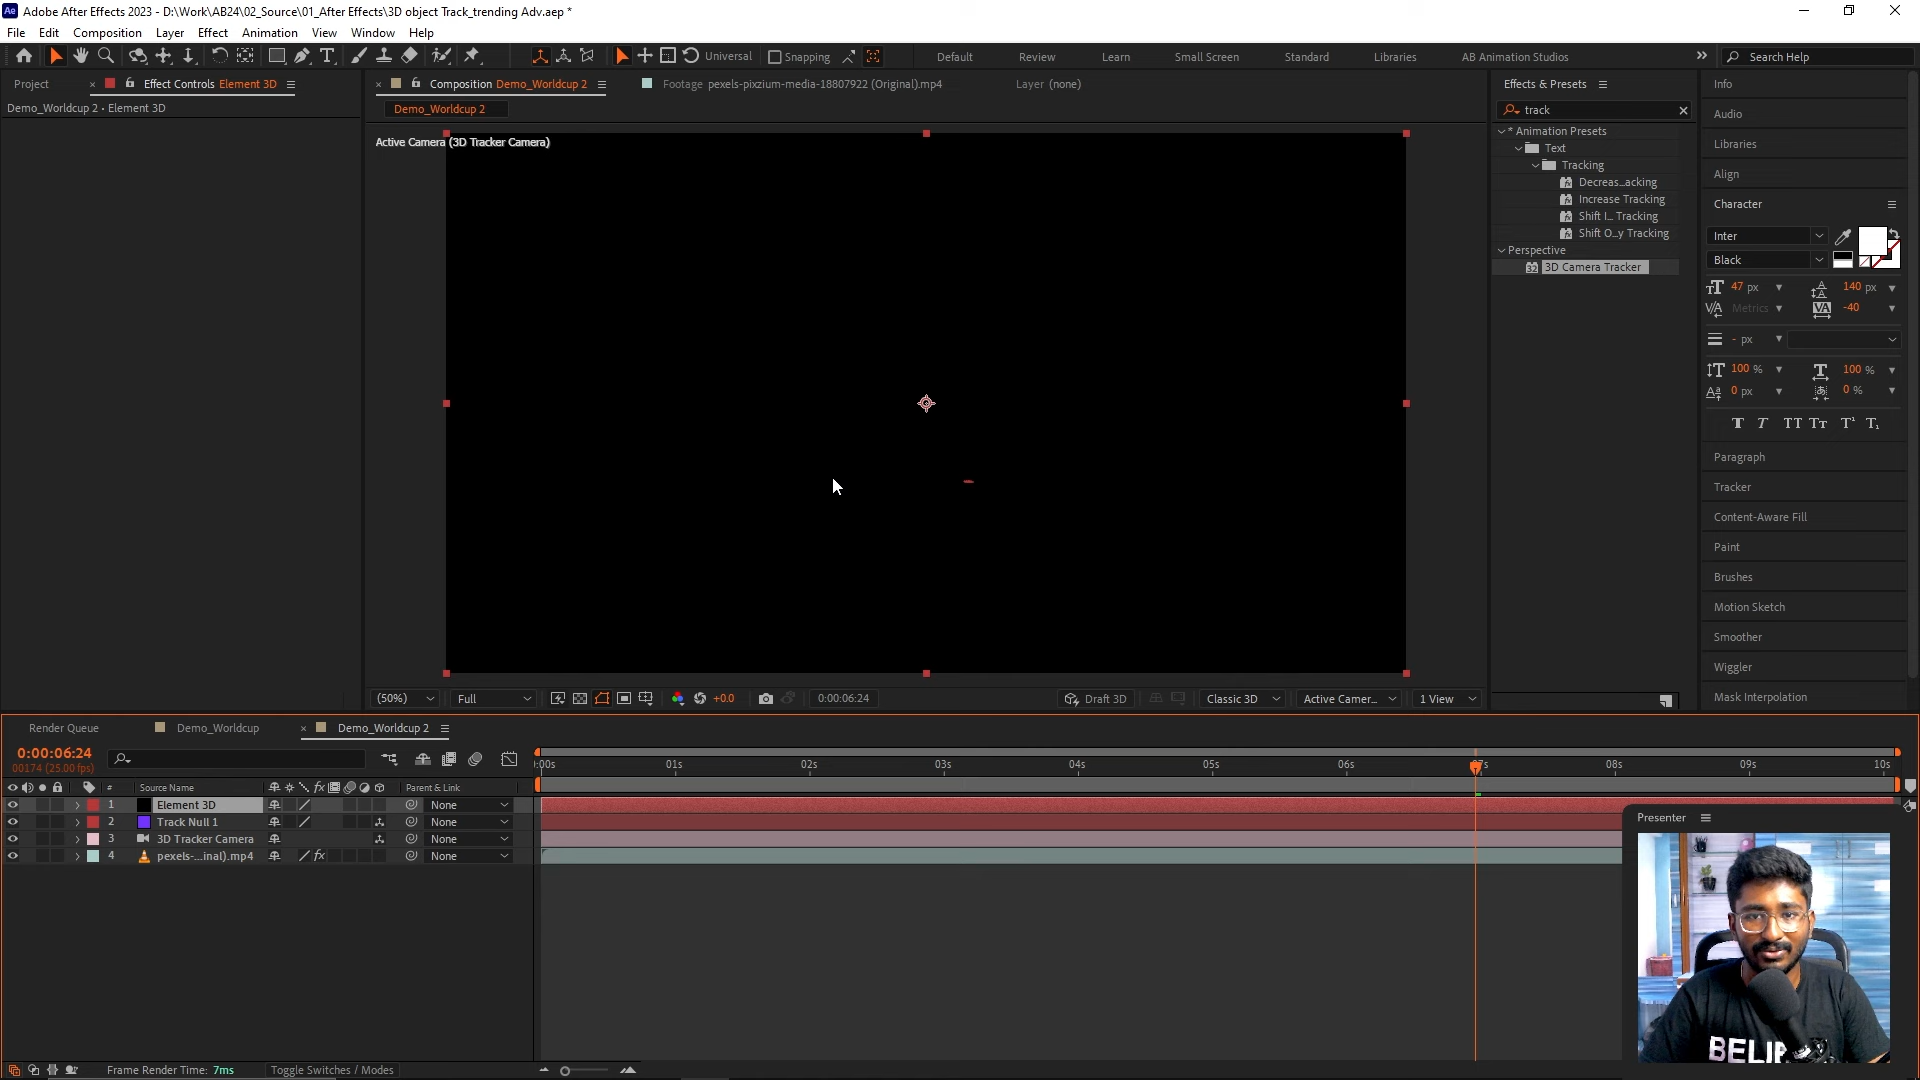 Adobe After Effects 2023 - D:\Work\AB24\02_Source\01_After Effects\3D object Track_trending Adv.aep *
File Edit Composition Layer Effect Animation View Window Help
Universal Snapping Default Review Learn Small Screen Standard Libraries AB Animation Studios Search Help
Project Effect Controls Element 3D
Demo_Worldcup 2 • Element 3D
Composition Demo_Worldcup 2 Footage pexels-pixzium-media-18807922 (Original).mp4 Layer (none)
Demo_Worldcup 2
Active Camera (3D Tracker Camera)
(50%) Full +0.0 0:00:06:24 Draft 3D Classic 3D Active Camer... 1 View
Effects & Presets
track
* Animation Presets
Text
Tracking
Decreas...acking
Increase Tracking
Shift I... Tracking
Shift O...y Tracking
Perspective
3D Camera Tracker
Info
Audio
Libraries
Align
Character
Inter
Black
47 px 140 px
Metrics -40
- px
100 % 100 %
0 px 0 %
Paragraph
Tracker
Content-Aware Fill
Paint
Brushes
Motion Sketch
Smoother
Wiggler
Mask Interpolation
Render Queue Demo_Worldcup Demo_Worldcup 2
0:00:06:24
00174 (25.00 fps)
:00s 01s 02s 03s 04s 05s 06s 07s 08s 09s 10s
# Source Name Parent & Link
1 Element 3D None
2 Track Null 1 None
3 3D Tracker Camera None
4 pexels-...inal).mp4 None
Presenter
Frame Render Time: 7ms Toggle Switches / Modes